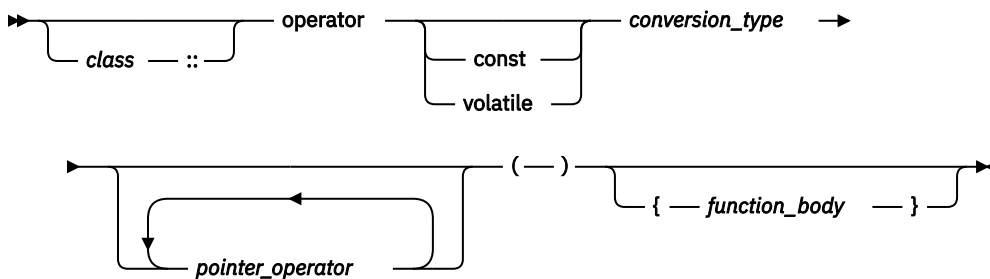 operator conversion_type
class :: const
volatile
( )
{ function_body }
pointer_operator